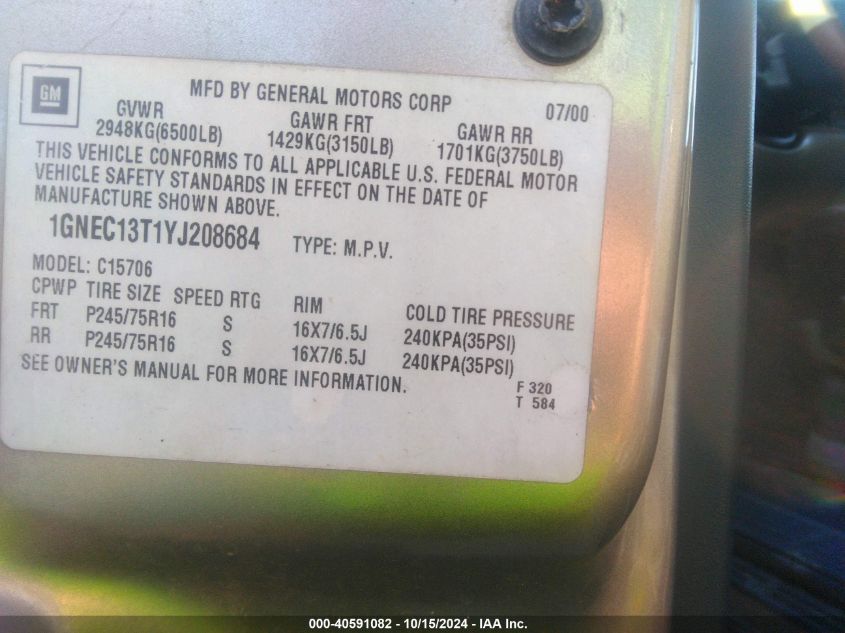 GM
MFD BY GENERAL MOTORS CORP 07/00
GVWR GAWR FRT GAWR RR
2948KG(6500LB) 1429KG(3150LB) 1701KG(3750LB)
THIS VEHICLE CONFORMS TO ALL APPLICABLE U.S. FEDERAL MOTOR
VEHICLE SAFETY STANDARDS IN EFFECT ON THE DATE OF
MANUFACTURE SHOWN ABOVE.
1GNEC13T1YJ208684 TYPE: M.P.V.
MODEL: C15706
CPWP TIRE SIZE SPEED RTG RIM COLD TIRE PRESSURE
FRT P245/75R16 S 16X7/6.5J 240KPA(35PSI)
RR P245/75R16 S 16X7/6.5J 240KPA(35PSI)
SEE OWNER'S MANUAL FOR MORE INFORMATION.
F 320
T 584
000-40591082 - 10/15/2024 - IAA Inc.